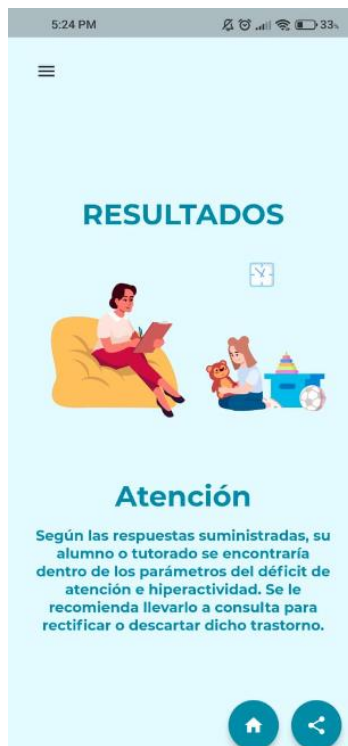 5:24 PM
33%
RESULTADOS
Atención
Según las respuestas suministradas, su
alumno o tutorado se encontraría
dentro de los parámetros del déficit de
atención e hiperactividad. Se le
recomienda llevarlo a consulta para
rectificar o descartar dicho trastorno.